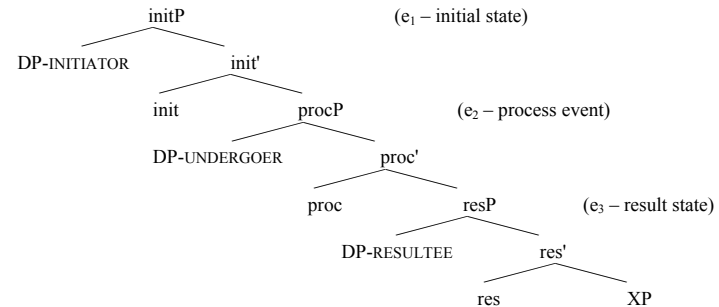 initP (e₁ – initial state)
DP-INITIATOR init'
init procP (e₂ – process event)
DP-UNDERGOER proc'
proc resP (e₃ – result state)
DP-RESULTEE res'
res XP